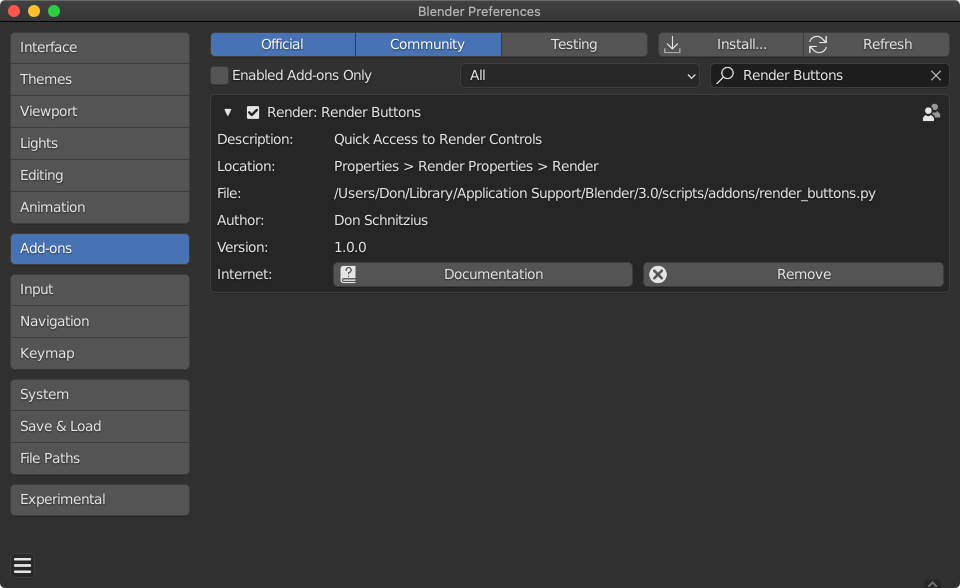 Blender Preferences
Interface
Themes
Viewport
Lights
Editing
Animation
Add-ons
Input
Navigation
Keymap
System
Save & Load
File Paths
Experimental
Official Community Testing Install... Refresh
Enabled Add-ons Only All Render Buttons
Render: Render Buttons
Description: Quick Access to Render Controls
Location: Properties > Render Properties > Render
File: /Users/Don/Library/Application Support/Blender/3.0/scripts/addons/render_buttons.py
Author: Don Schnitzius
Version: 1.0.0
Internet: Documentation Remove